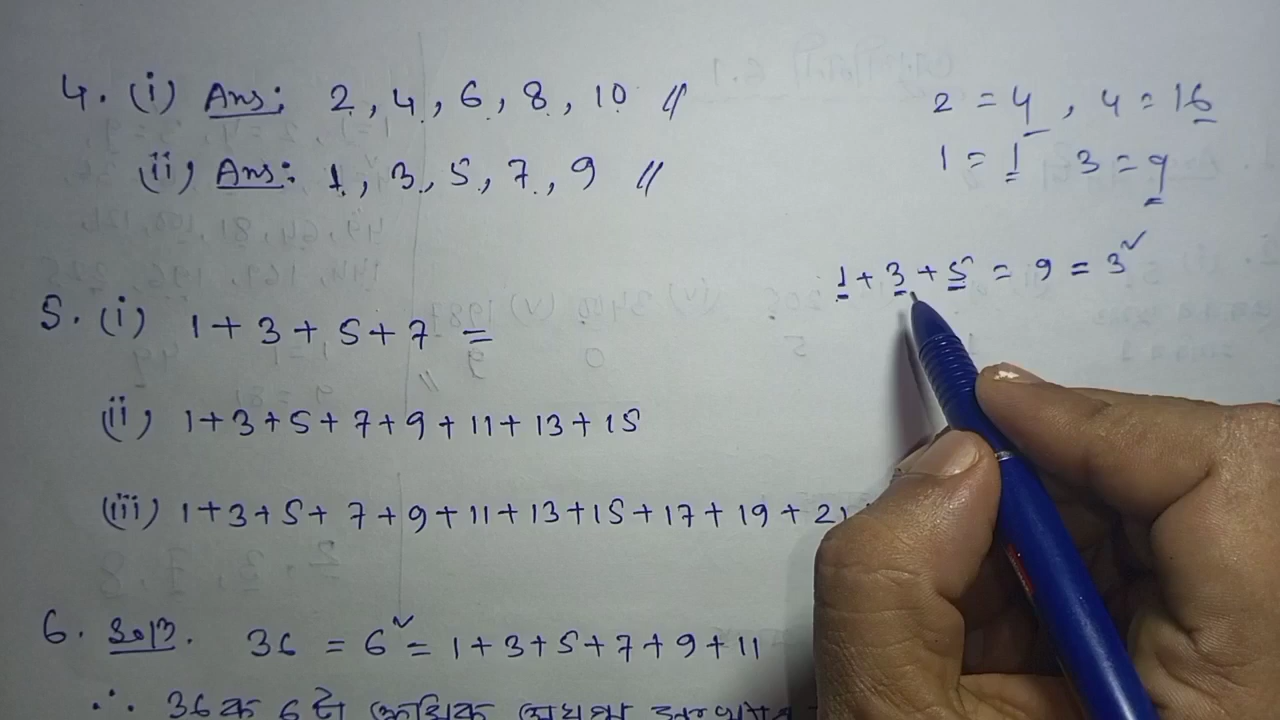 4. (i) Ans: 2, 4, 6, 8, 10 //
(ii) Ans: 1, 3, 5, 7, 9 //
2 = 4, 4 = 16
1 = 1 3 = 9
1 + 3 + 5 = 9 = 3²
5. (i) 1 + 3 + 5 + 7 =
(ii) 1 + 3 + 5 + 7 + 9 + 11 + 13 + 15
(iii) 1 + 3 + 5 + 7 + 9 + 11 + 13 + 15 + 17 + 19 + 21
6. 36 = 6² = 1 + 3 + 5 + 7 + 9 + 11
∴ 36ক 6টা